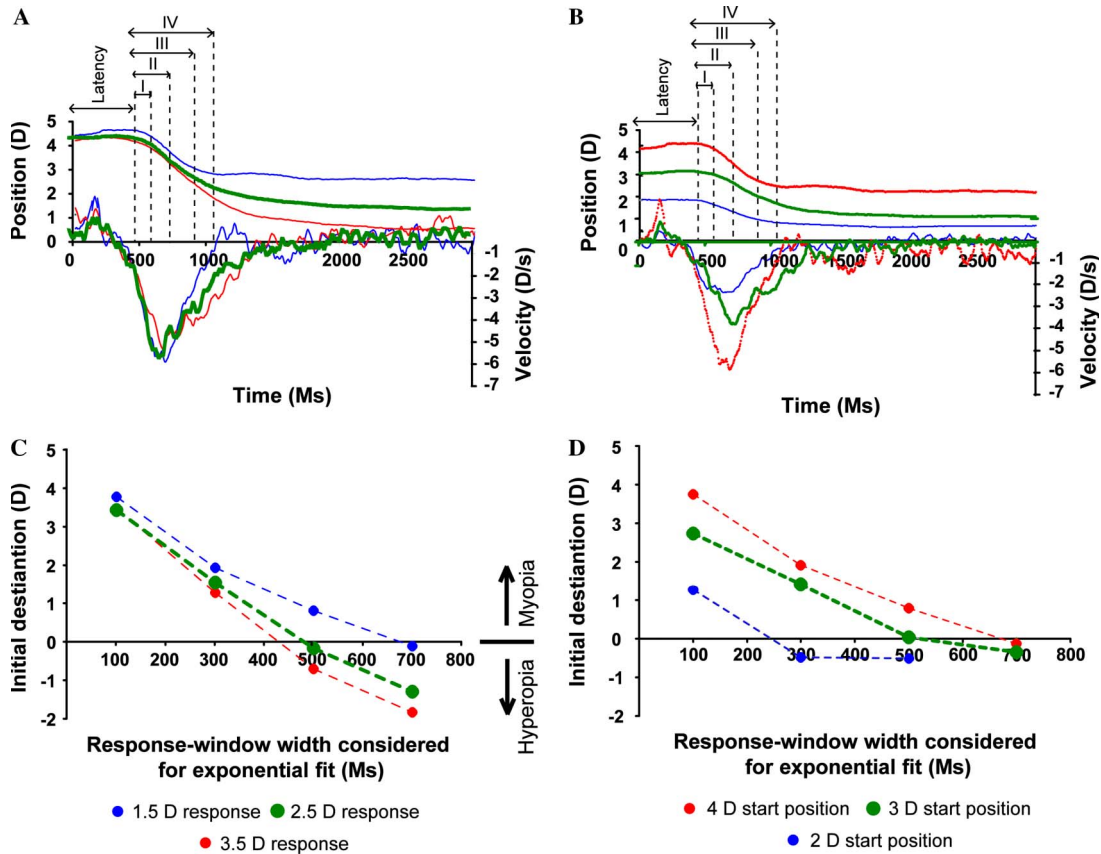 A
IV
III
II
I
Latency
5
4
3
2
1
0
Position (D)
0 500 1000 1500 2000 2500
-1
-2
-3
-4
-5
-6
-7
Velocity (D/s)
Time (Ms)
B
IV
III
II
I
Latency
5
4
3
2
1
0
Position (D)
0 500 1000 1500 2000 2500
-1
-2
-3
-4
-5
-6
-7
Velocity (D/s)
Time (Ms)
C
5
4
3
2
1
0
-1
-2
Initial destiantion (D)
100 200 300 400 500 600 700 800
Myopia
Hyperopia
Response-window width considered
for exponential fit (Ms)
1.5 D response
2.5 D response
3.5 D response
D
5
4
3
2
1
0
-1
-2
Initial destiantion (D)
100 200 300 400 500 600 700 800
Response-window width considered
for exponential fit (Ms)
4 D start position
3 D start position
2 D start position